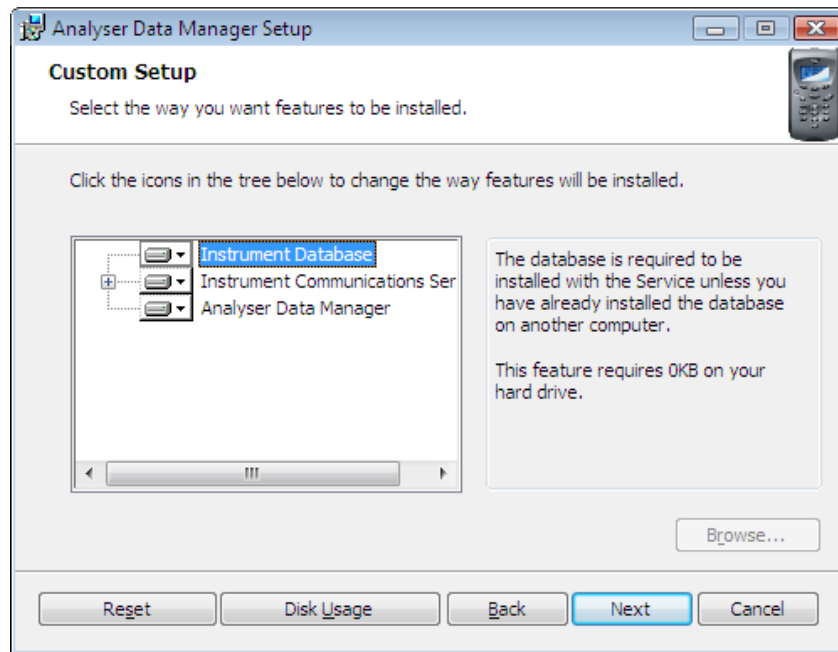 Analyser Data Manager Setup
Custom Setup
Select the way you want features to be installed.
Click the icons in the tree below to change the way features will be installed.
Instrument Database
Instrument Communications Ser
Analyser Data Manager
The database is required to be
installed with the Service unless you
have already installed the database
on another computer.
This feature requires 0KB on your
hard drive.
Browse...
Reset
Disk Usage
Back
Next
Cancel